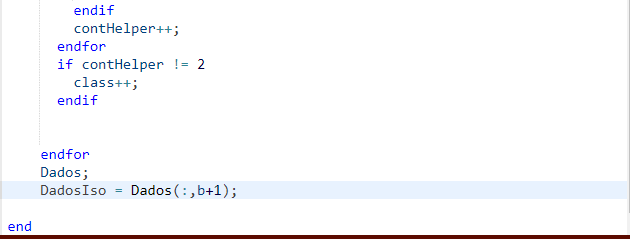 endif
contHelper++;
endfor
if contHelper != 2
class++;
endif
endfor
Dados;
DadosIso = Dados(:,b+1);
end